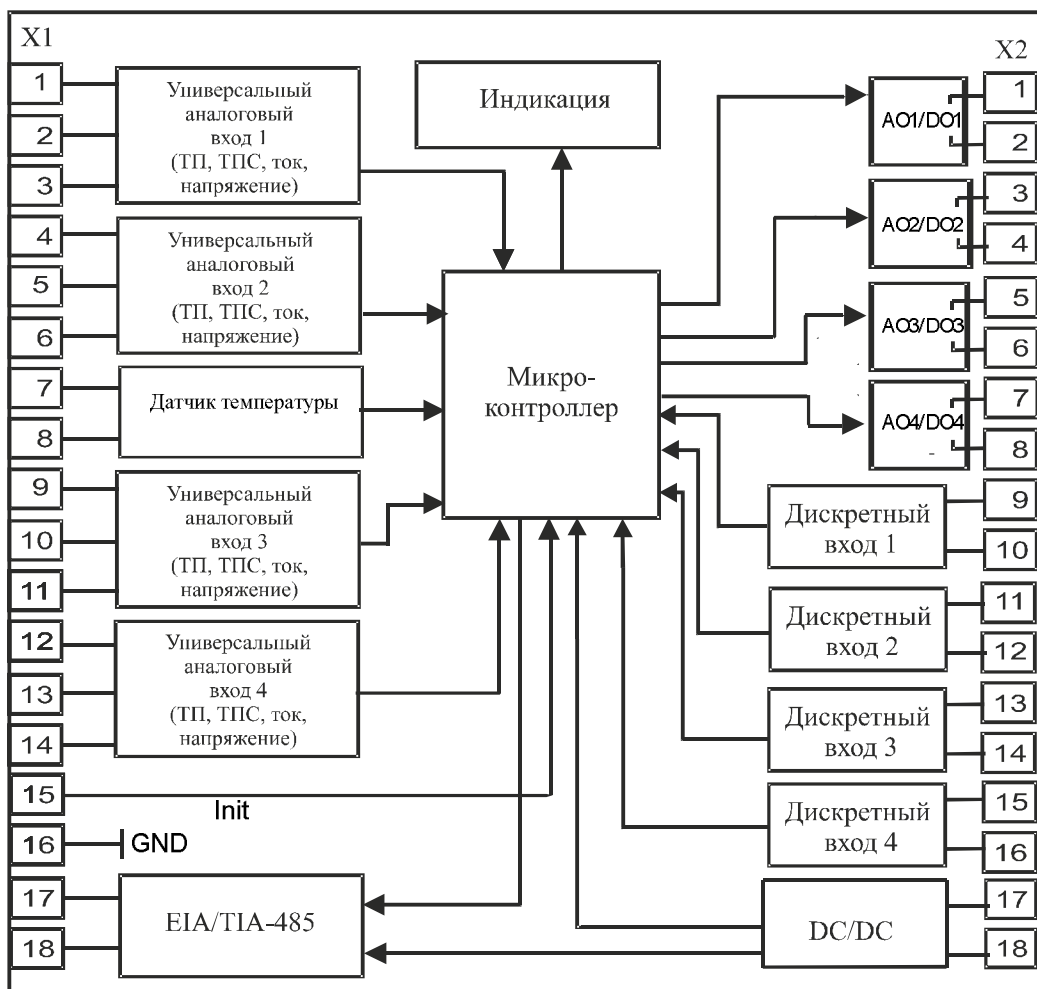 X1
1
2
3
4
5
6
7
8
9
10
11
12
13
14
15
16
17
18
Универсальный
аналоговый
вход 1
(ТП, ТПС, ток,
напряжение)
Универсальный
аналоговый
вход 2
(ТП, ТПС, ток,
напряжение)
Датчик температуры
Универсальный
аналоговый
вход 3
(ТП, ТПС, ток,
напряжение)
Универсальный
аналоговый
вход 4
(ТП, ТПС, ток,
напряжение)
Init
GND
EIA/TIA-485
Индикация
Микро-
контроллер
AO1/DO1
AO2/DO2
AO3/DO3
AO4/DO4
Дискретный
вход 1
Дискретный
вход 2
Дискретный
вход 3
Дискретный
вход 4
DC/DC
X2
1
2
3
4
5
6
7
8
9
10
11
12
13
14
15
16
17
18